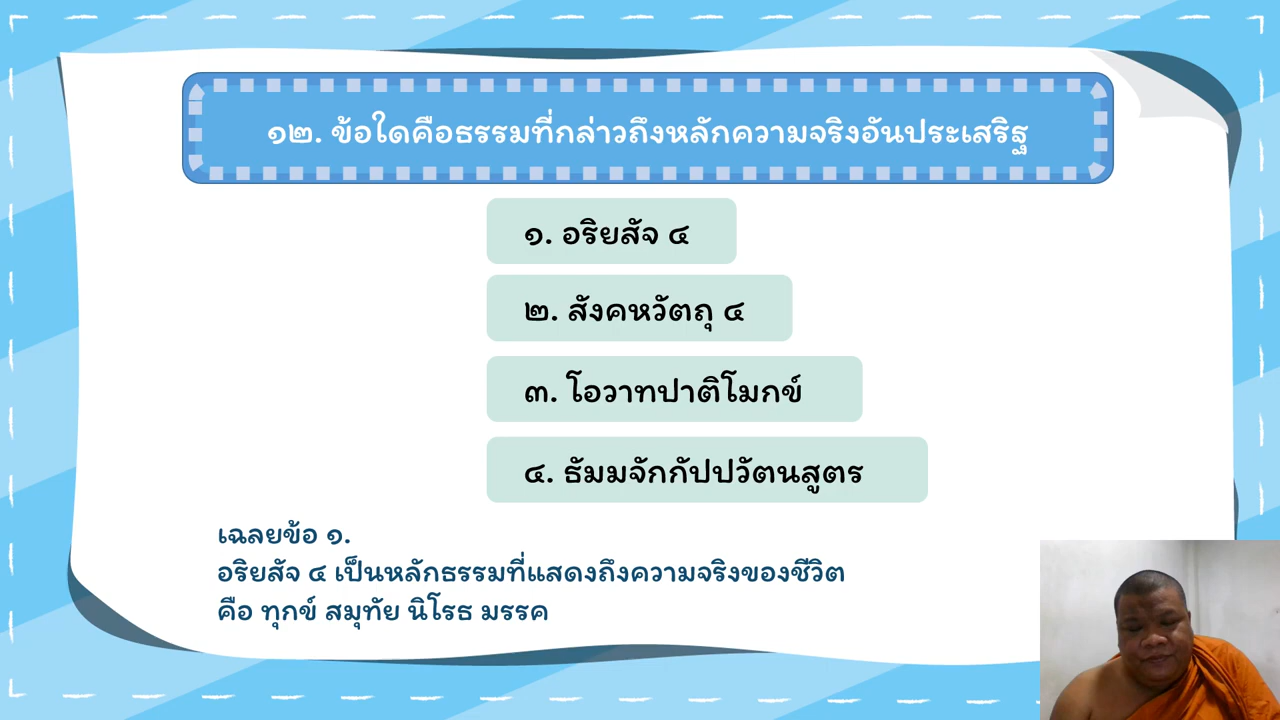 ๑๒. ข้อใดคือธรรมที่กล่าวถึงหลักความจริงอันประเสริฐ
๑. อริยสัจ ๔
๒. สังคหวัตถุ ๔
๓. โอวาทปาติโมกข์
๔. ธัมมจักกัปปวัตนสูตร
เฉลยข้อ ๑.
อริยสัจ ๔ เป็นหลักธรรมที่แสดงถึงความจริงของชีวิต
คือ ทุกข์ สมุทัย นิโรธ มรรค